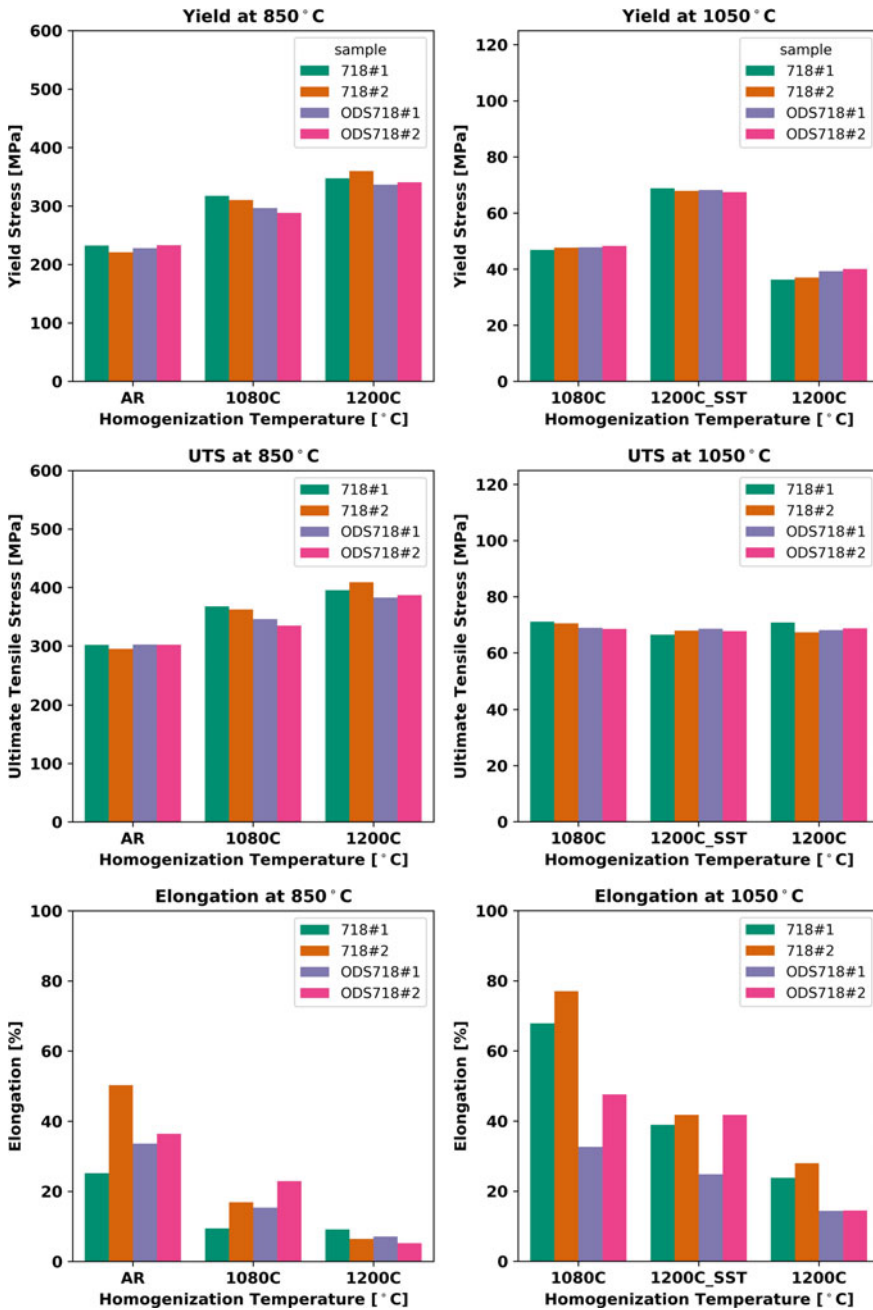 Yield at 850°C
600
500
400
300
200
100
0
Yield Stress [MPa]
sample
718#1
718#2
ODS718#1
ODS718#2
AR 1080C 1200C
Homogenization Temperature [°C]
Yield at 1050°C
120
100
80
60
40
20
0
Yield Stress [MPa]
sample
718#1
718#2
ODS718#1
ODS718#2
1080C 1200C_SST 1200C
Homogenization Temperature [°C]
UTS at 850°C
600
500
400
300
200
100
0
Ultimate Tensile Stress [MPa]
718#1
718#2
ODS718#1
ODS718#2
AR 1080C 1200C
Homogenization Temperature [°C]
UTS at 1050°C
120
100
80
60
40
20
0
Ultimate Tensile Stress [MPa]
718#1
718#2
ODS718#1
ODS718#2
1080C 1200C_SST 1200C
Homogenization Temperature [°C]
Elongation at 850°C
100
80
60
40
20
0
Elongation [%]
718#1
718#2
ODS718#1
ODS718#2
AR 1080C 1200C
Homogenization Temperature [°C]
Elongation at 1050°C
100
80
60
40
20
0
Elongation [%]
718#1
718#2
ODS718#1
ODS718#2
1080C 1200C_SST 1200C
Homogenization Temperature [°C]